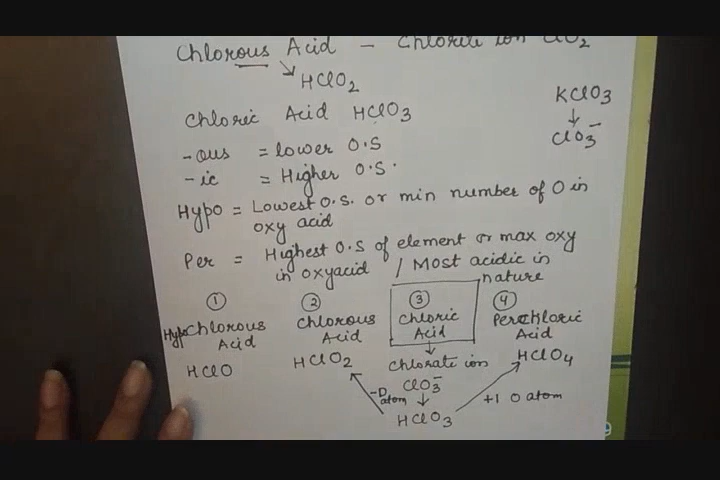 Chlorous Acid - Chlorite ion ClO2
HClO2
Chloric Acid HClO3
KClO3
ClO3-
-ous = lower O.S
-ic = Higher O.S.
Hypo = Lowest O.S. or min number of O in
oxy acid
Per = Highest O.S of element or max oxy
in oxyacid / Most acidic in
nature
1 2 3 4
HypoChlorous Chlorous Chloric Perchloric
Acid Acid Acid Acid
HClO HClO2 Chlorate ion HClO4
ClO3-
-O atom +1 O atom
HClO3